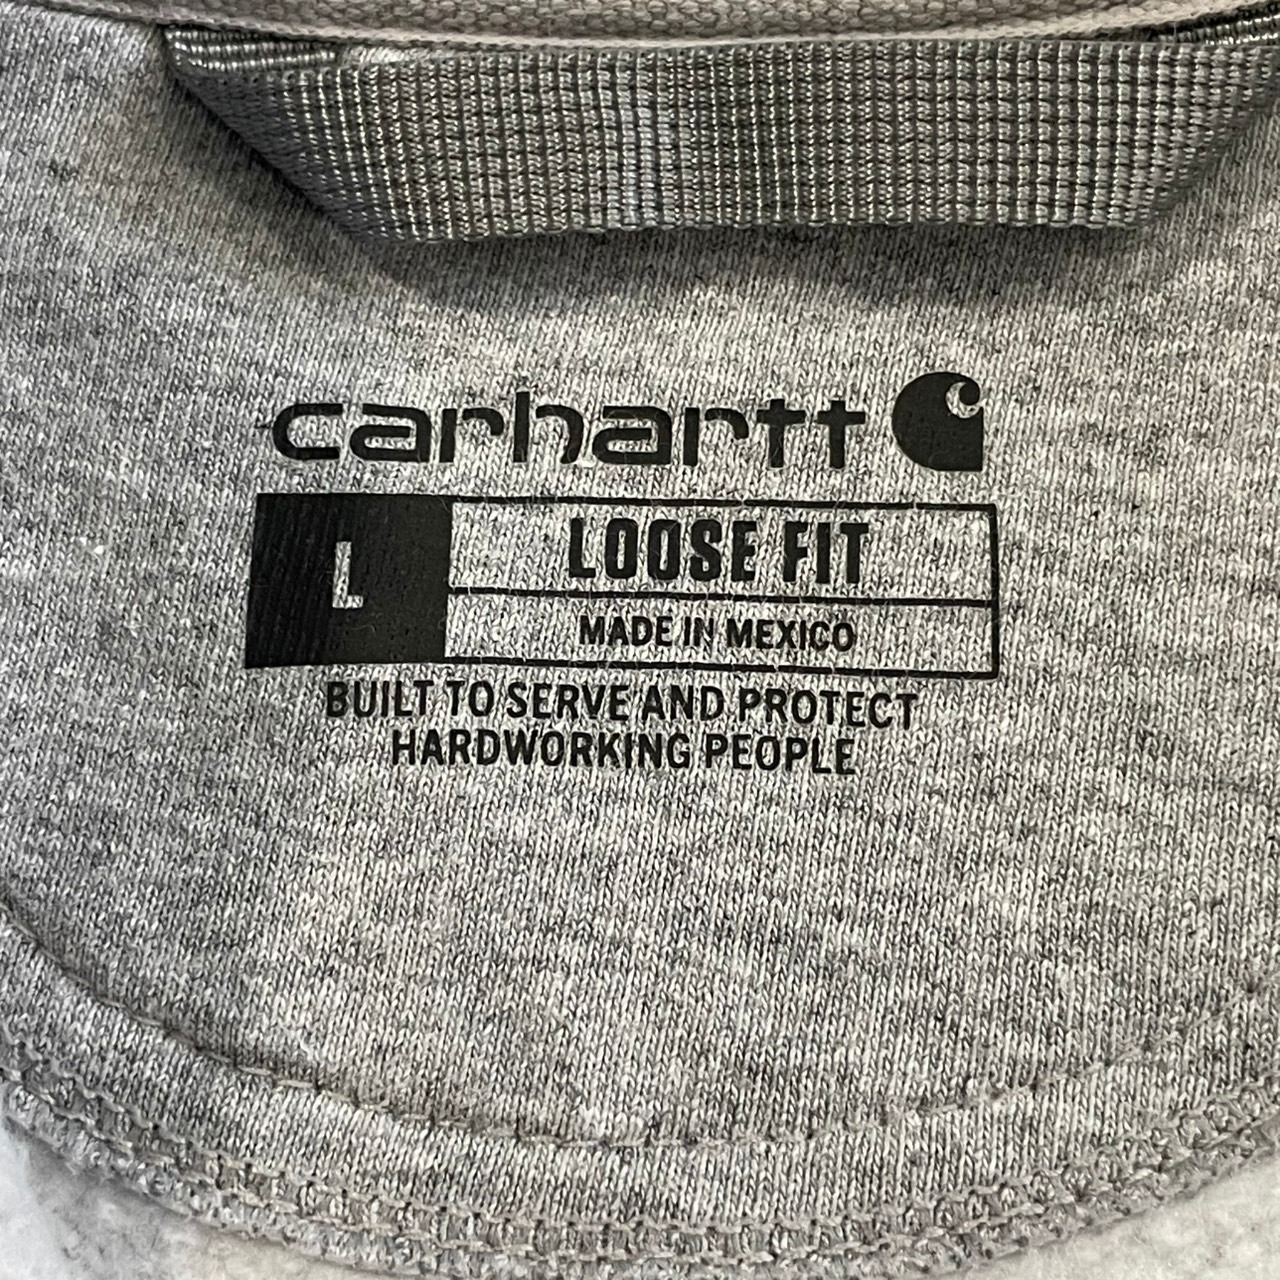 carhartt
L
LOOSE FIT
MADE IN MEXICO
BUILT TO SERVE AND PROTECT
HARDWORKING PEOPLE